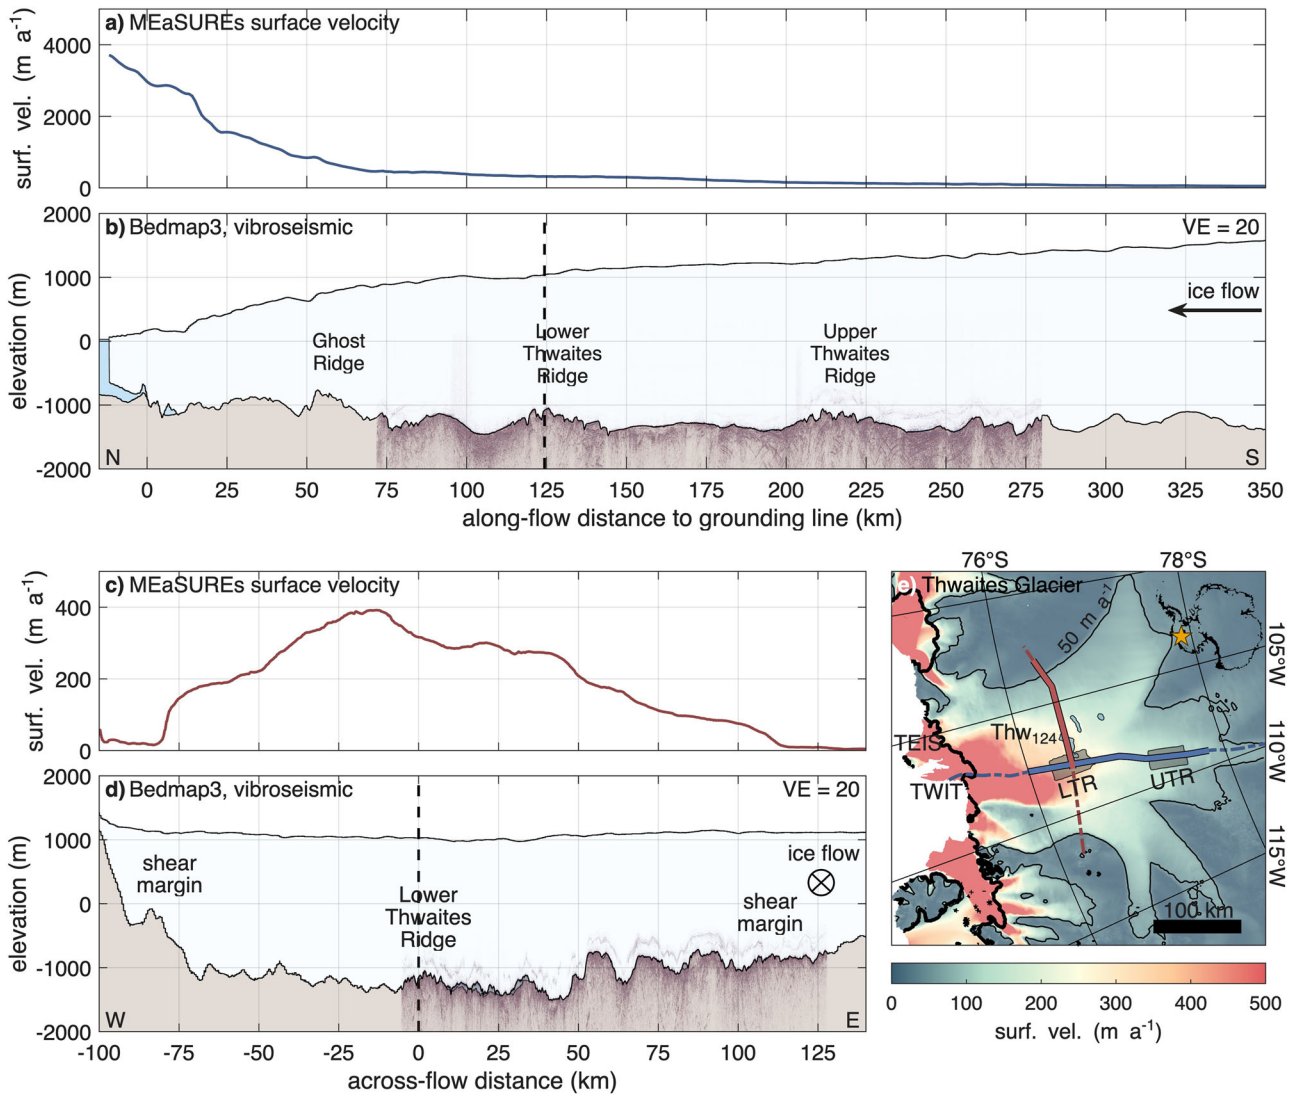 a) MEaSUREs surface velocity
surf. vel. (m a-1)
4000
2000
0
b) Bedmap3, vibroseismic
VE = 20
elevation (m)
2000
1000
0
-1000
-2000
ice flow
Ghost
Ridge
Lower
Thwaites
Ridge
Upper
Thwaites
Ridge
N
S
0 25 50 75 100 125 150 175 200 225 250 275 300 325 350
along-flow distance to grounding line (km)
c) MEaSUREs surface velocity
surf. vel. (m a-1)
400
200
0
d) Bedmap3, vibroseismic
VE = 20
elevation (m)
2000
1000
0
-1000
-2000
shear
margin
Lower
Thwaites
Ridge
ice flow
shear
margin
W
E
-100 -75 -50 -25 0 25 50 75 100 125
across-flow distance (km)
76°S 78°S
e) Thwaites Glacier
50 m a-1
105°W
110°W
115°W
TEIS
Thw124
TWIT
LTR
UTR
100 km
0 100 200 300 400 500
surf. vel. (m a-1)